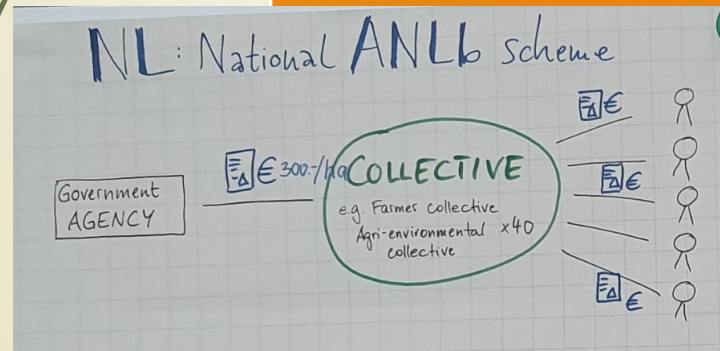 NL: National ANLb scheme
€
€ 300.-/Ha COLLECTIVE
Government
AGENCY
e.g. Farmer collective
Agri-environmental x40
collective
€
€